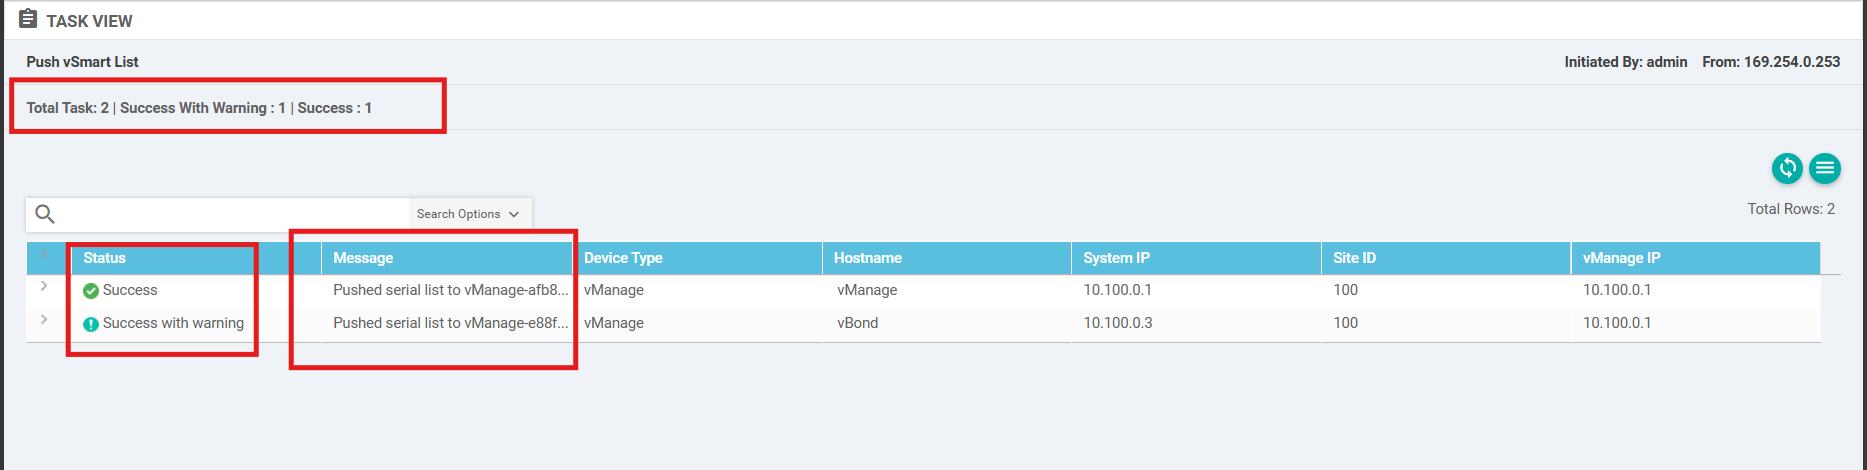 TASK VIEW
Push vSmart List Initiated By: admin From: 169.254.0.253
Total Task: 2 | Success With Warning : 1 | Success : 1
Search Options
Total Rows: 2
Status Message Device Type Hostname System IP Site ID vManage IP
Success Pushed serial list to vManage-afb8... vManage vManage 10.100.0.1 100 10.100.0.1
Success with warning Pushed serial list to vManage-e88f... vManage vBond 10.100.0.3 100 10.100.0.1